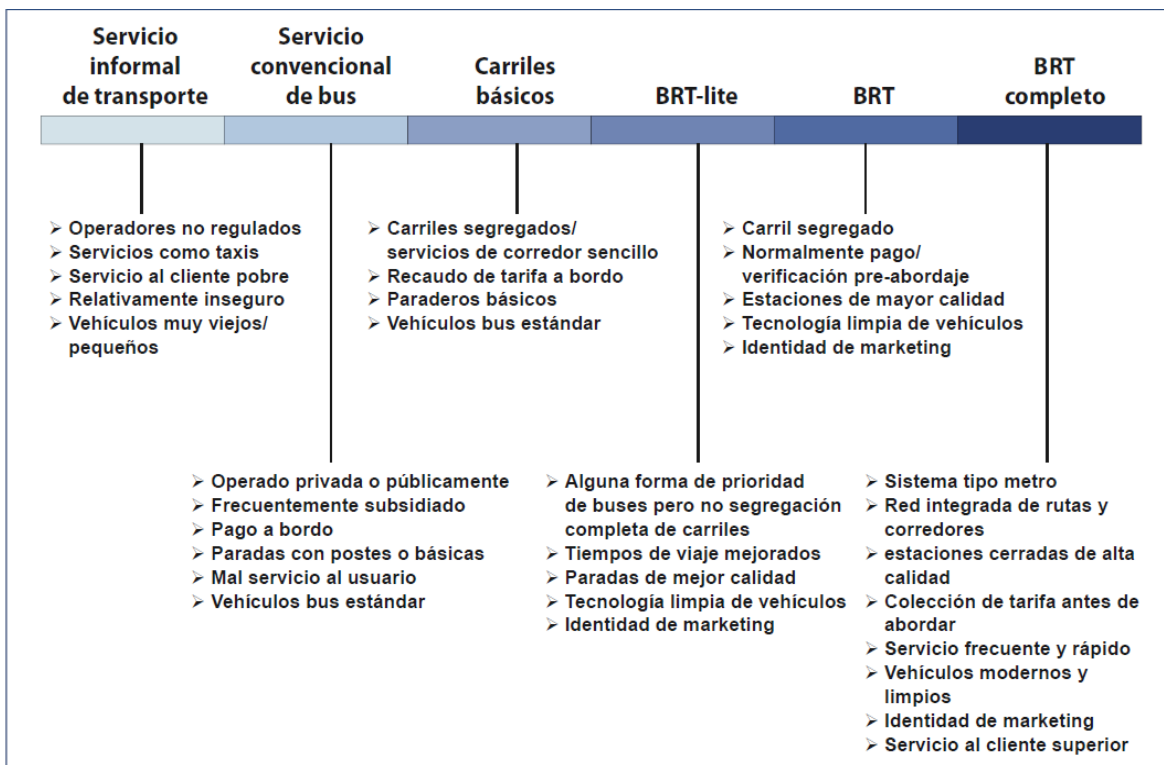 Servicio
informal
de transporte
Servicio
convencional
de bus
Carriles
básicos
BRT-lite
BRT
BRT
completo
➢ Operadores no regulados
➢ Servicios como taxis
➢ Servicio al cliente pobre
➢ Relativamente inseguro
➢ Vehículos muy viejos/
pequeños
➢ Carriles segregados/
servicios de corredor sencillo
➢ Recaudo de tarifa a bordo
➢ Paraderos básicos
➢ Vehículos bus estándar
➢ Carril segregado
➢ Normalmente pago/
verificación pre-abordaje
➢ Estaciones de mayor calidad
➢ Tecnología limpia de vehículos
➢ Identidad de marketing
➢ Operado privada o públicamente
➢ Frecuentemente subsidiado
➢ Pago a bordo
➢ Paradas con postes o básicas
➢ Mal servicio al usuario
➢ Vehículos bus estándar
➢ Alguna forma de prioridad
de buses pero no segregación
completa de carriles
➢ Tiempos de viaje mejorados
➢ Paradas de mejor calidad
➢ Tecnología limpia de vehículos
➢ Identidad de marketing
➢ Sistema tipo metro
➢ Red integrada de rutas y
corredores
➢ estaciones cerradas de alta
calidad
➢ Colección de tarifa antes de
abordar
➢ Servicio frecuente y rápido
➢ Vehículos modernos y
limpios
➢ Identidad de marketing
➢ Servicio al cliente superior